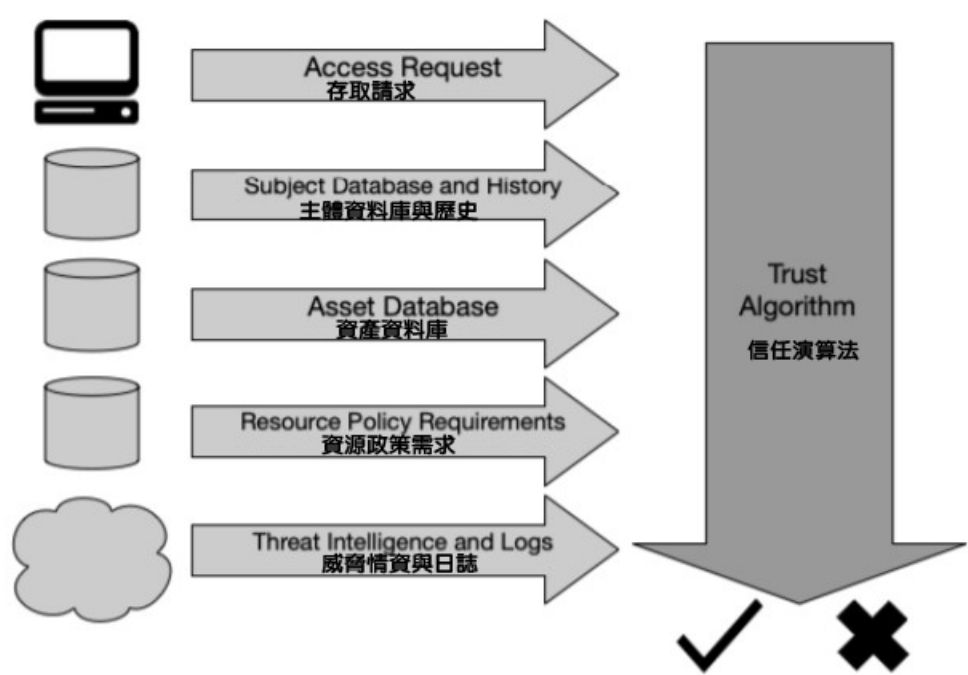 Access Request
存取請求
Subject Database and History
主體資料庫與歷史
Asset Database
資產資料庫
Resource Policy Requirements
資源政策需求
Threat Intelligence and Logs
威脅情資與日誌
Trust
Algorithm
信任演算法